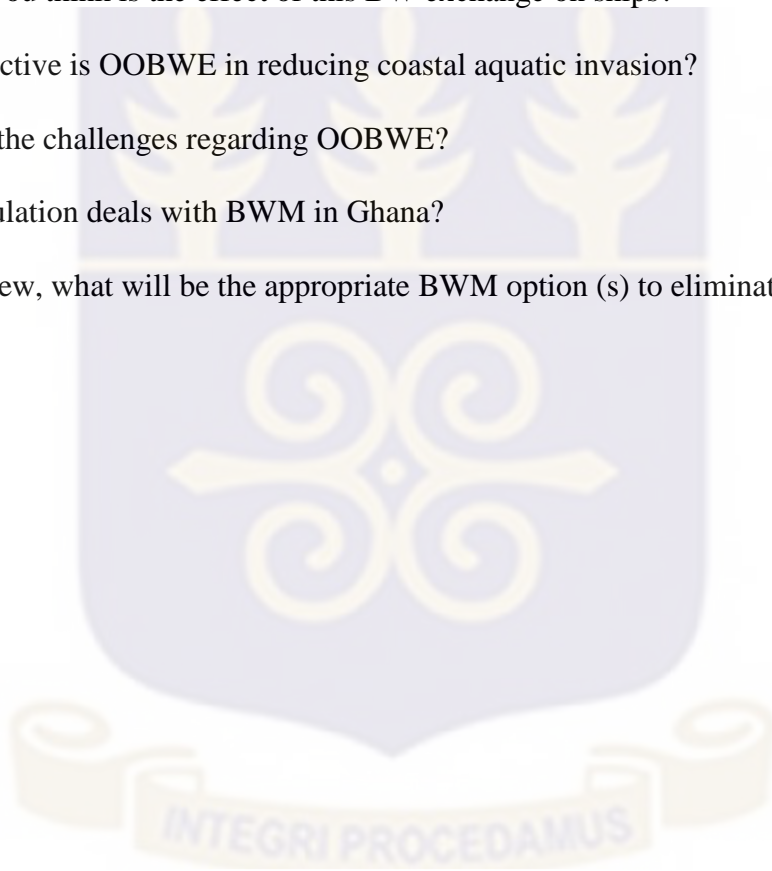 think is the effect of this BW exchange on ships?
ctive is OOBWE in reducing coastal aquatic invasion?
the challenges regarding OOBWE?
ulation deals with BWM in Ghana?
ew, what will be the appropriate BWM option (s) to eliminat
INTEGRI PROCEDAMUS